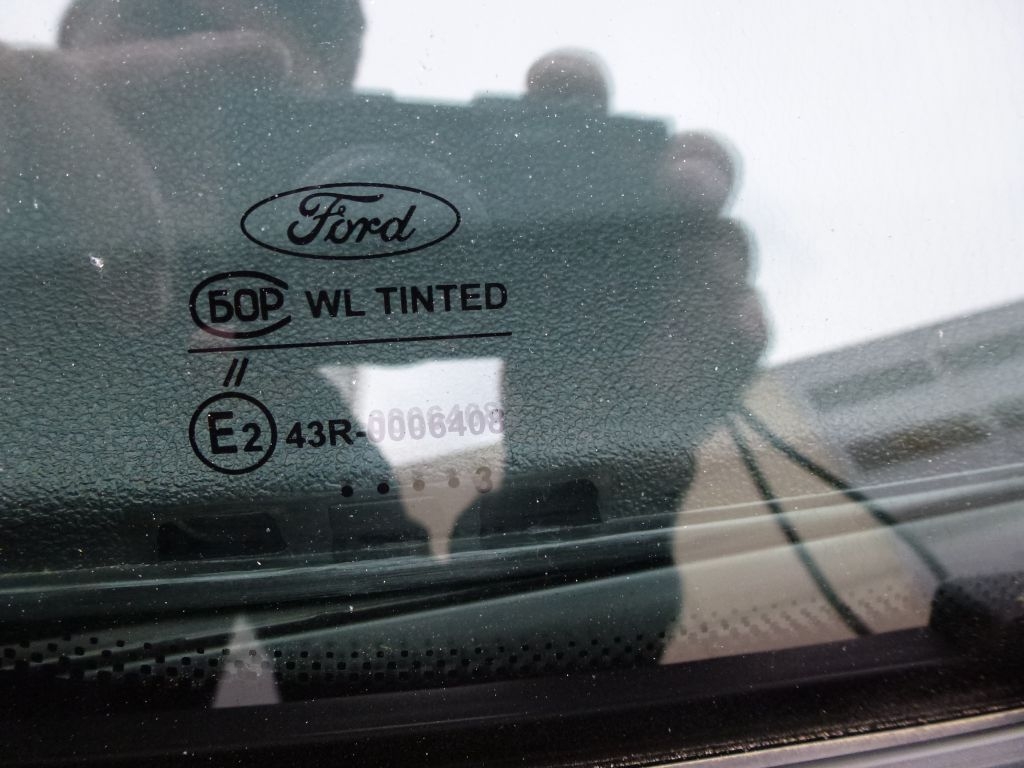 Ford
БОР WL TINTED
//
E2 43R-0006408
....3